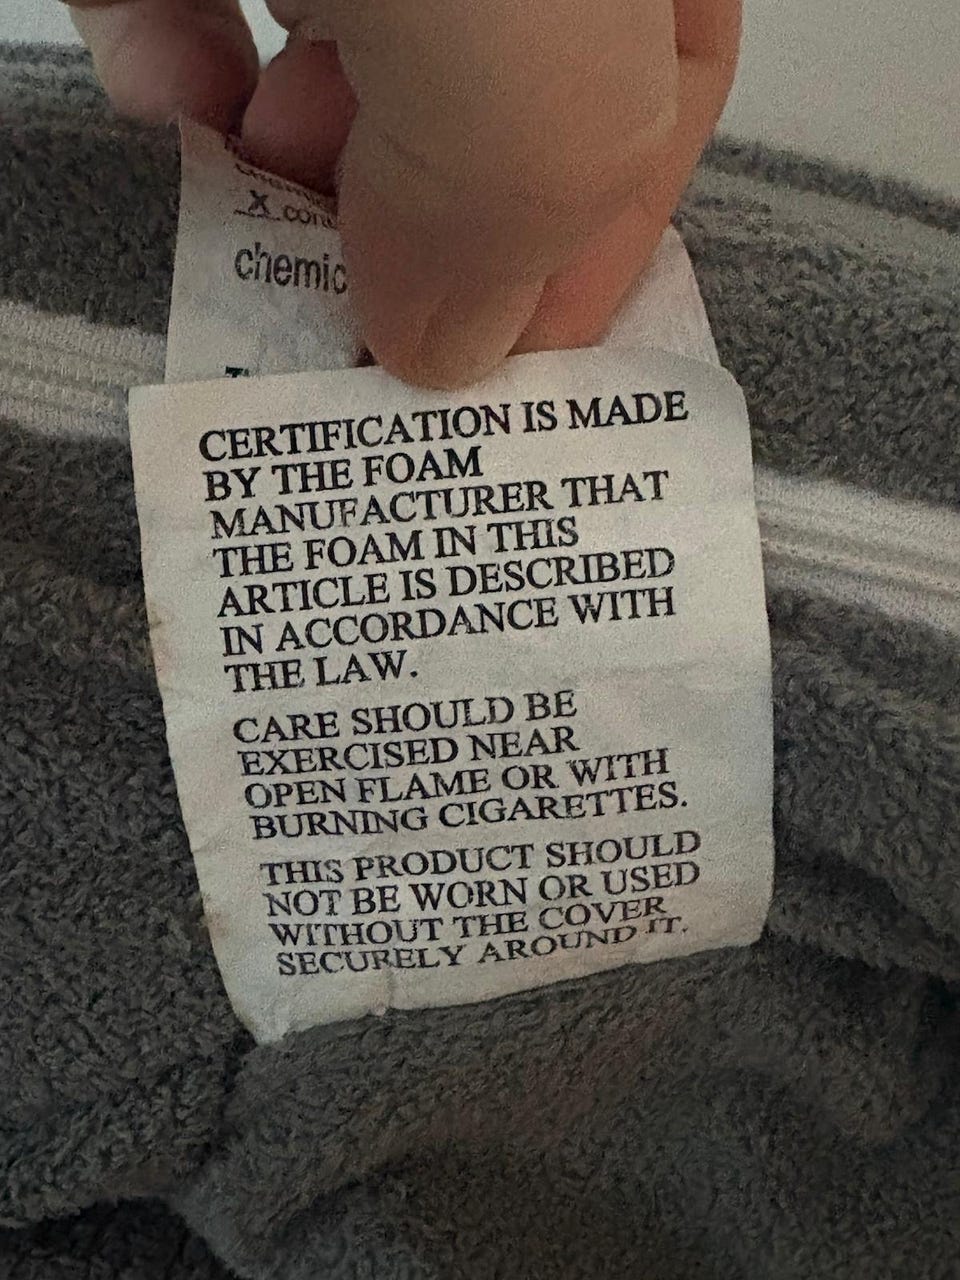 X
chemic
CERTIFICATION IS MADE
BY THE FOAM
MANUFACTURER THAT
THE FOAM IN THIS
ARTICLE IS DESCRIBED
IN ACCORDANCE WITH
THE LAW.
CARE SHOULD BE
EXERCISED NEAR
OPEN FLAME OR WITH
BURNING CIGARETTES.
THIS PRODUCT SHOULD
NOT BE WORN OR USED
WITHOUT THE COVER
SECURELY AROUND IT.